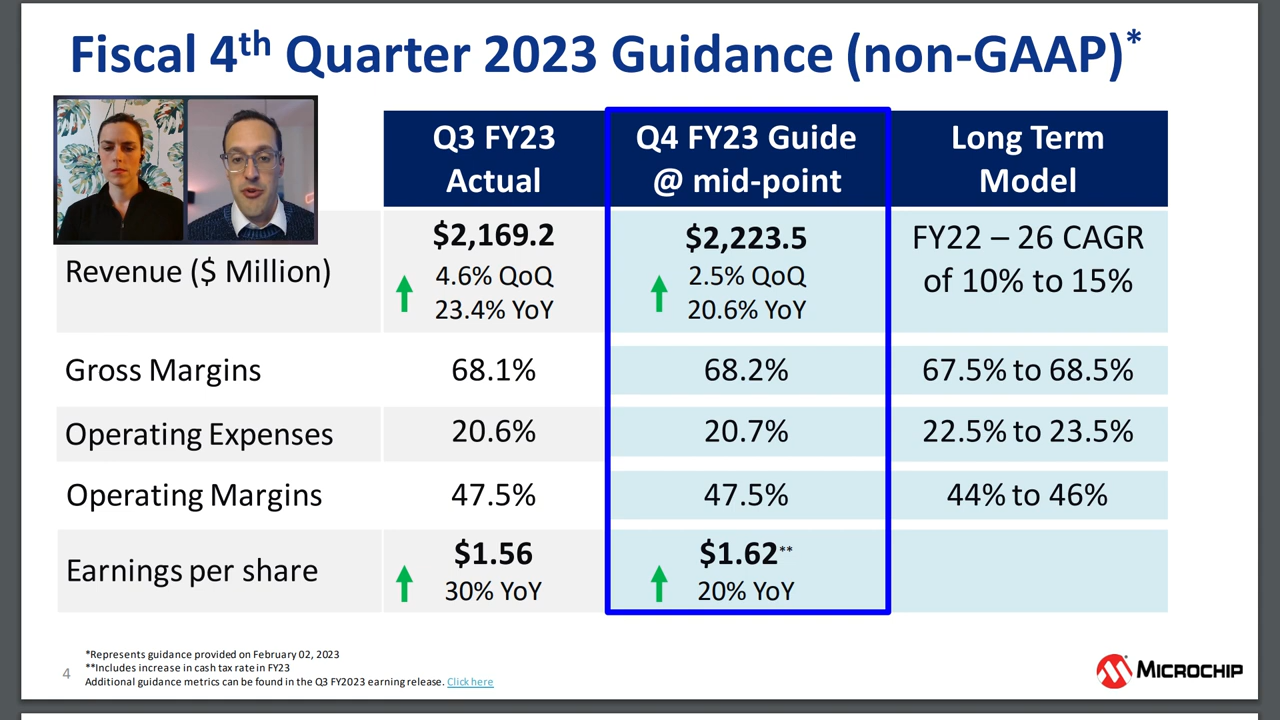 Fiscal 4th Quarter 2023 Guidance (non-GAAP)*
Q3 FY23 Actual
Q4 FY23 Guide @ mid-point
Long Term Model
Revenue ($ Million)
$2,169.2
4.6% QoQ
23.4% YoY
$2,223.5
2.5% QoQ
20.6% YoY
FY22 – 26 CAGR
of 10% to 15%
Gross Margins
68.1%
68.2%
67.5% to 68.5%
Operating Expenses
20.6%
20.7%
22.5% to 23.5%
Operating Margins
47.5%
47.5%
44% to 46%
Earnings per share
$1.56
30% YoY
$1.62**
20% YoY
*Represents guidance provided on February 02, 2023
**Includes increase in cash tax rate in FY23
Additional guidance metrics can be found in the Q3 FY2023 earning release. Click here
4
MICROCHIP